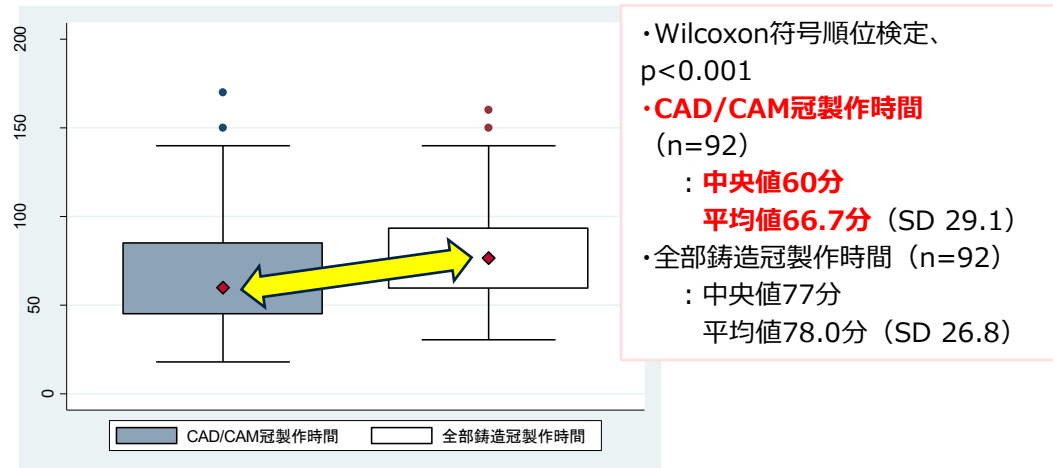 200
150
100
50
0
CAD/CAM冠製作時間
全部鋳造冠製作時間
・Wilcoxon符号順位検定、
p<0.001
・CAD/CAM冠製作時間
（n=92）
：中央値60分
平均値66.7分（SD 29.1）
・全部鋳造冠製作時間（n=92）
：中央値77分
平均値78.0分（SD 26.8）